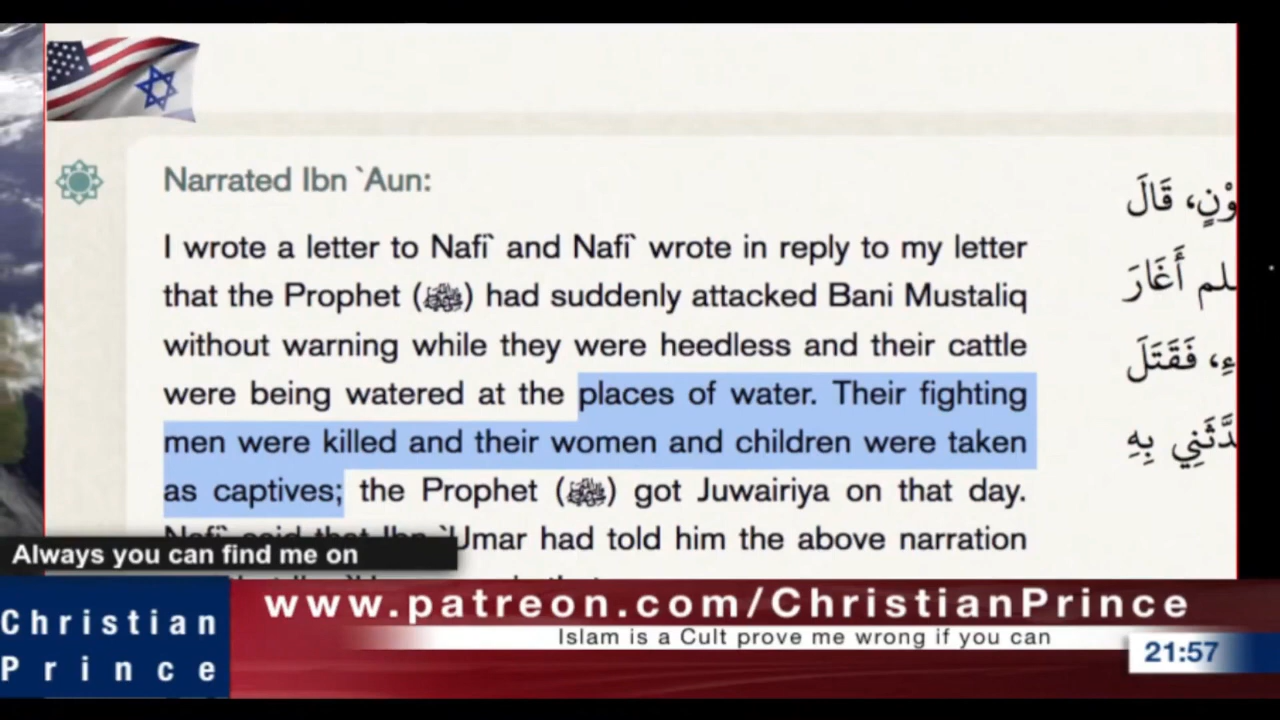 Narrated Ibn `Aun:
I wrote a letter to Nafi` and Nafi` wrote in reply to my letter
that the Prophet (ﷺ) had suddenly attacked Bani Mustaliq
without warning while they were heedless and their cattle
were being watered at the places of water. Their fighting
men were killed and their women and children were taken
as captives; the Prophet (ﷺ) got Juwairiya on that day.
Nafi` said that Ibn `Umar had told him the above narration
وْنٍ، قَالَ
لم أَغَارَ
ءِ، فَقَتَلَ
دَّثَنِي بِهِ
Always you can find me on
Christian
Prince
www.patreon.com/ChristianPrince
Islam is a Cult prove me wrong if you can
21:57